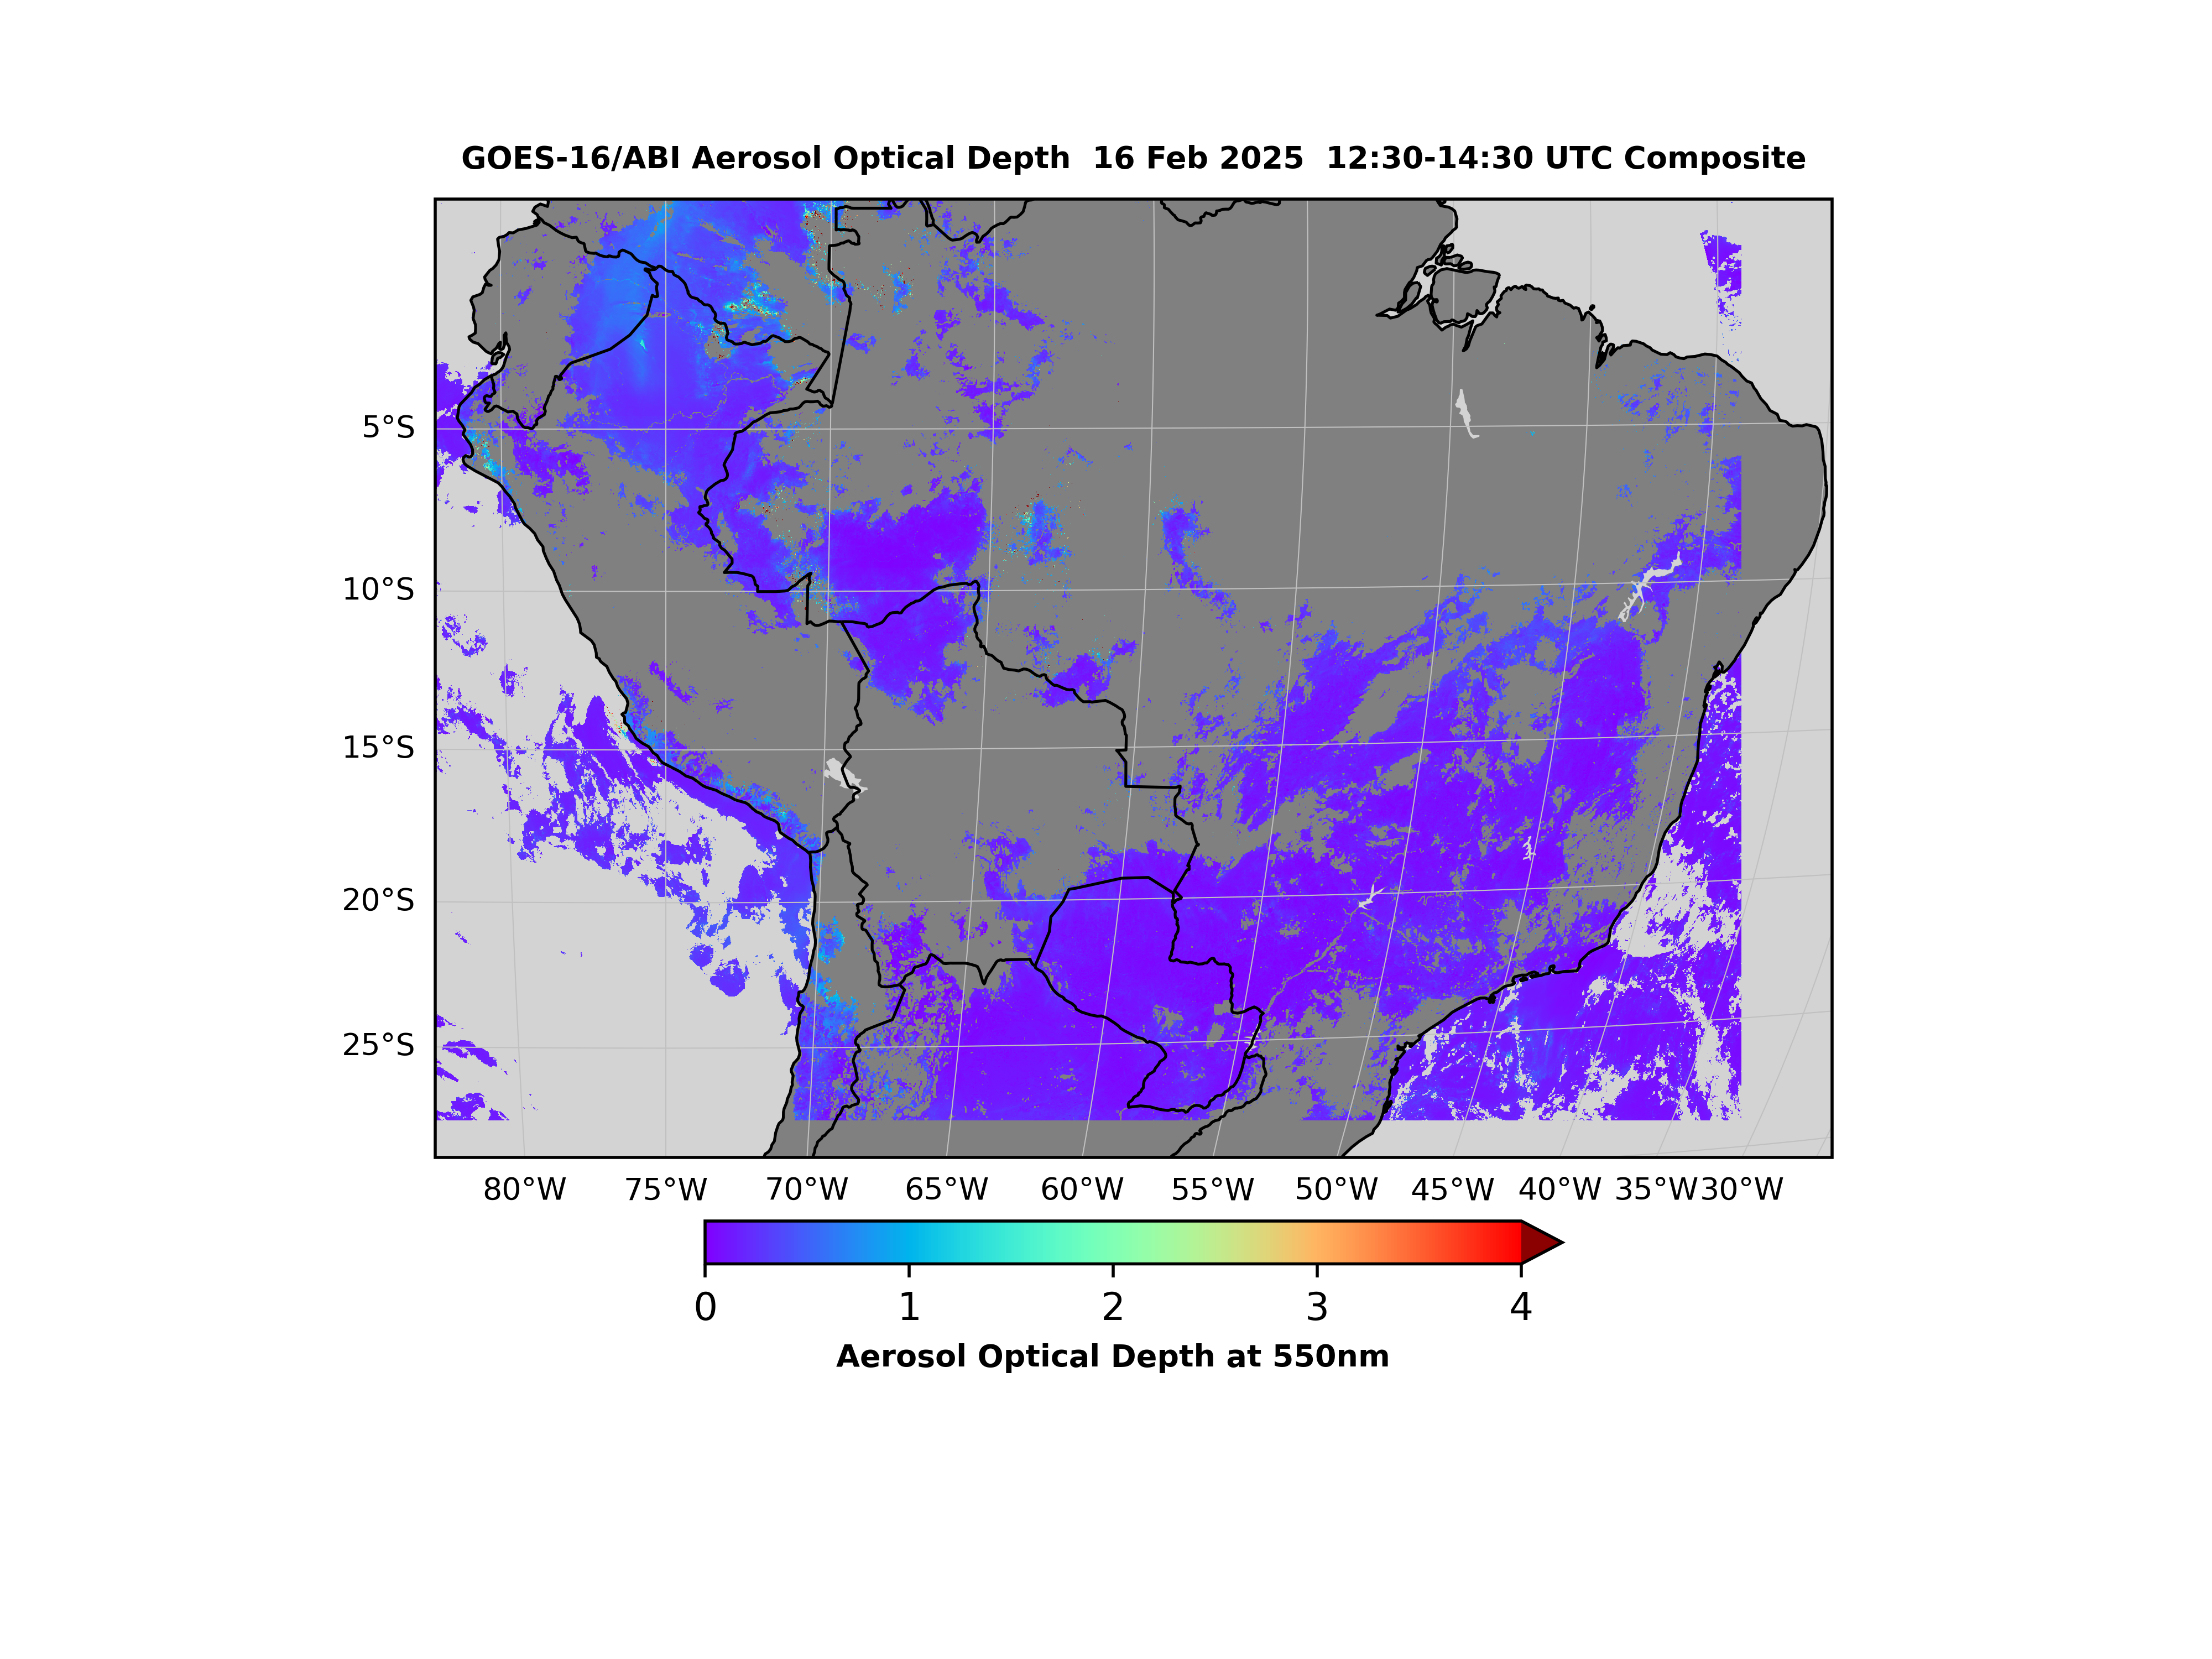 GOES-16/ABI Aerosol Optical Depth  16 Feb 2025  12:30-14:30 UTC Composite
5°S
10°S
15°S
20°S
25°S
80°W 75°W 70°W 65°W 60°W 55°W 50°W 45°W 40°W 35°W 30°W
0 1 2 3 4
Aerosol Optical Depth at 550nm